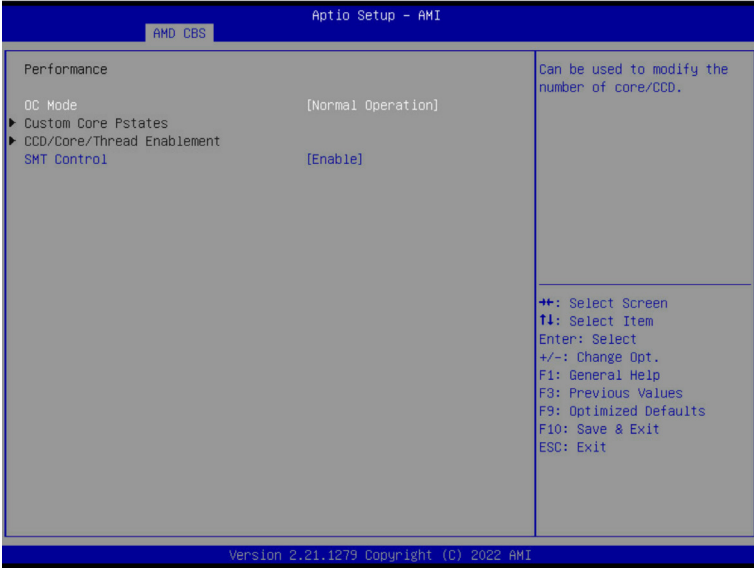 Aptio Setup – AMI
AMD CBS
Performance
OC Mode [Normal Operation]
Custom Core Pstates
CCD/Core/Thread Enablement
SMT Control [Enable]
Can be used to modify the
number of core/CCD.
→←: Select Screen
↑↓: Select Item
Enter: Select
+/-: Change Opt.
F1: General Help
F3: Previous Values
F9: Optimized Defaults
F10: Save & Exit
ESC: Exit
Version 2.21.1279 Copyright (C) 2022 AMI